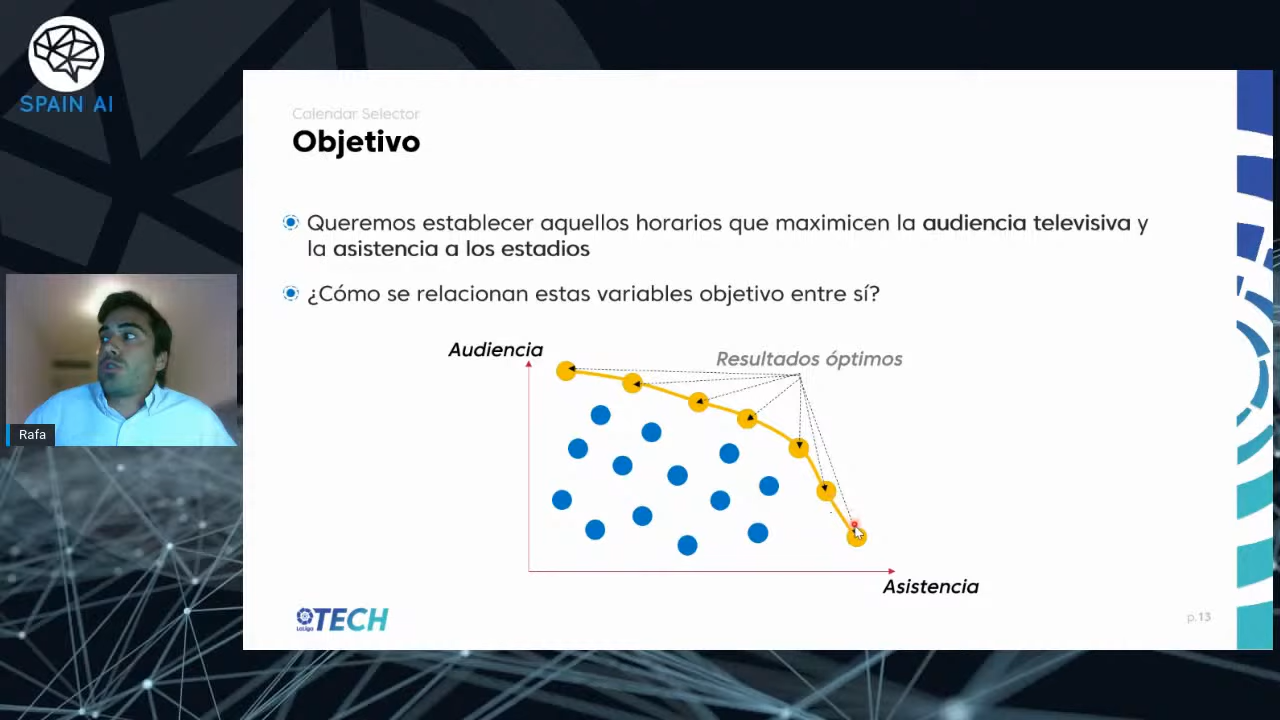 SPAIN AI
Calendar Selector
Objetivo
Queremos establecer aquellos horarios que maximicen la audiencia televisiva y
la asistencia a los estadios
¿Cómo se relacionan estas variables objetivo entre sí?
Audiencia
Resultados óptimos
Asistencia
Rafa
LaLiga TECH
p.13